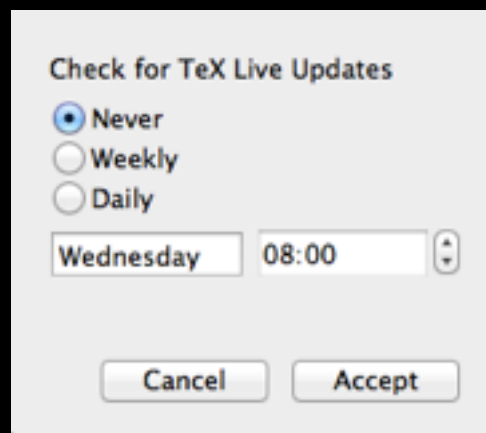 Check for TeX Live Updates
Never
Weekly
Daily
Wednesday 08:00
Cancel Accept